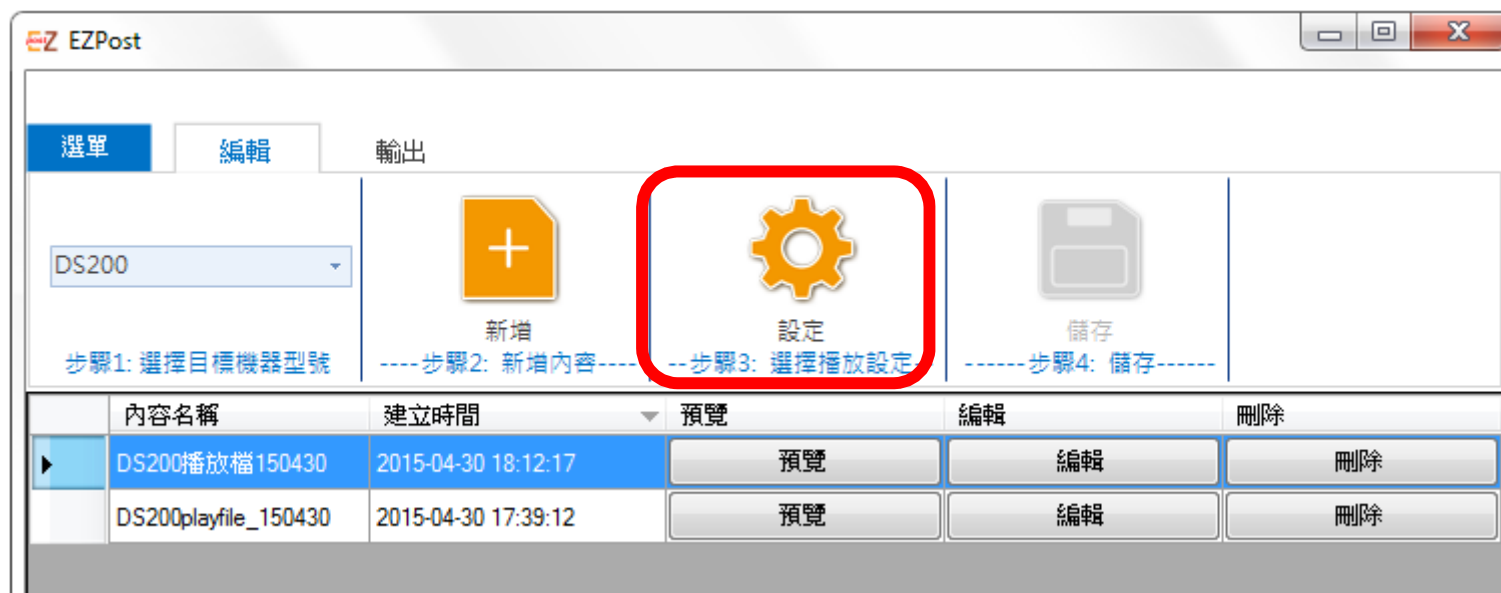 EZ EZPost
選單 編輯 輸出
DS200
新增 設定 儲存
步驟1: 選擇目標機器型號 ----步驟2: 新增內容---- --步驟3: 選擇播放設定- ------步驟4: 儲存------
內容名稱 建立時間 預覽 編輯 刪除
DS200播放檔150430 2015-04-30 18:12:17 預覽 編輯 刪除
DS200playfile_150430 2015-04-30 17:39:12 預覽 編輯 刪除